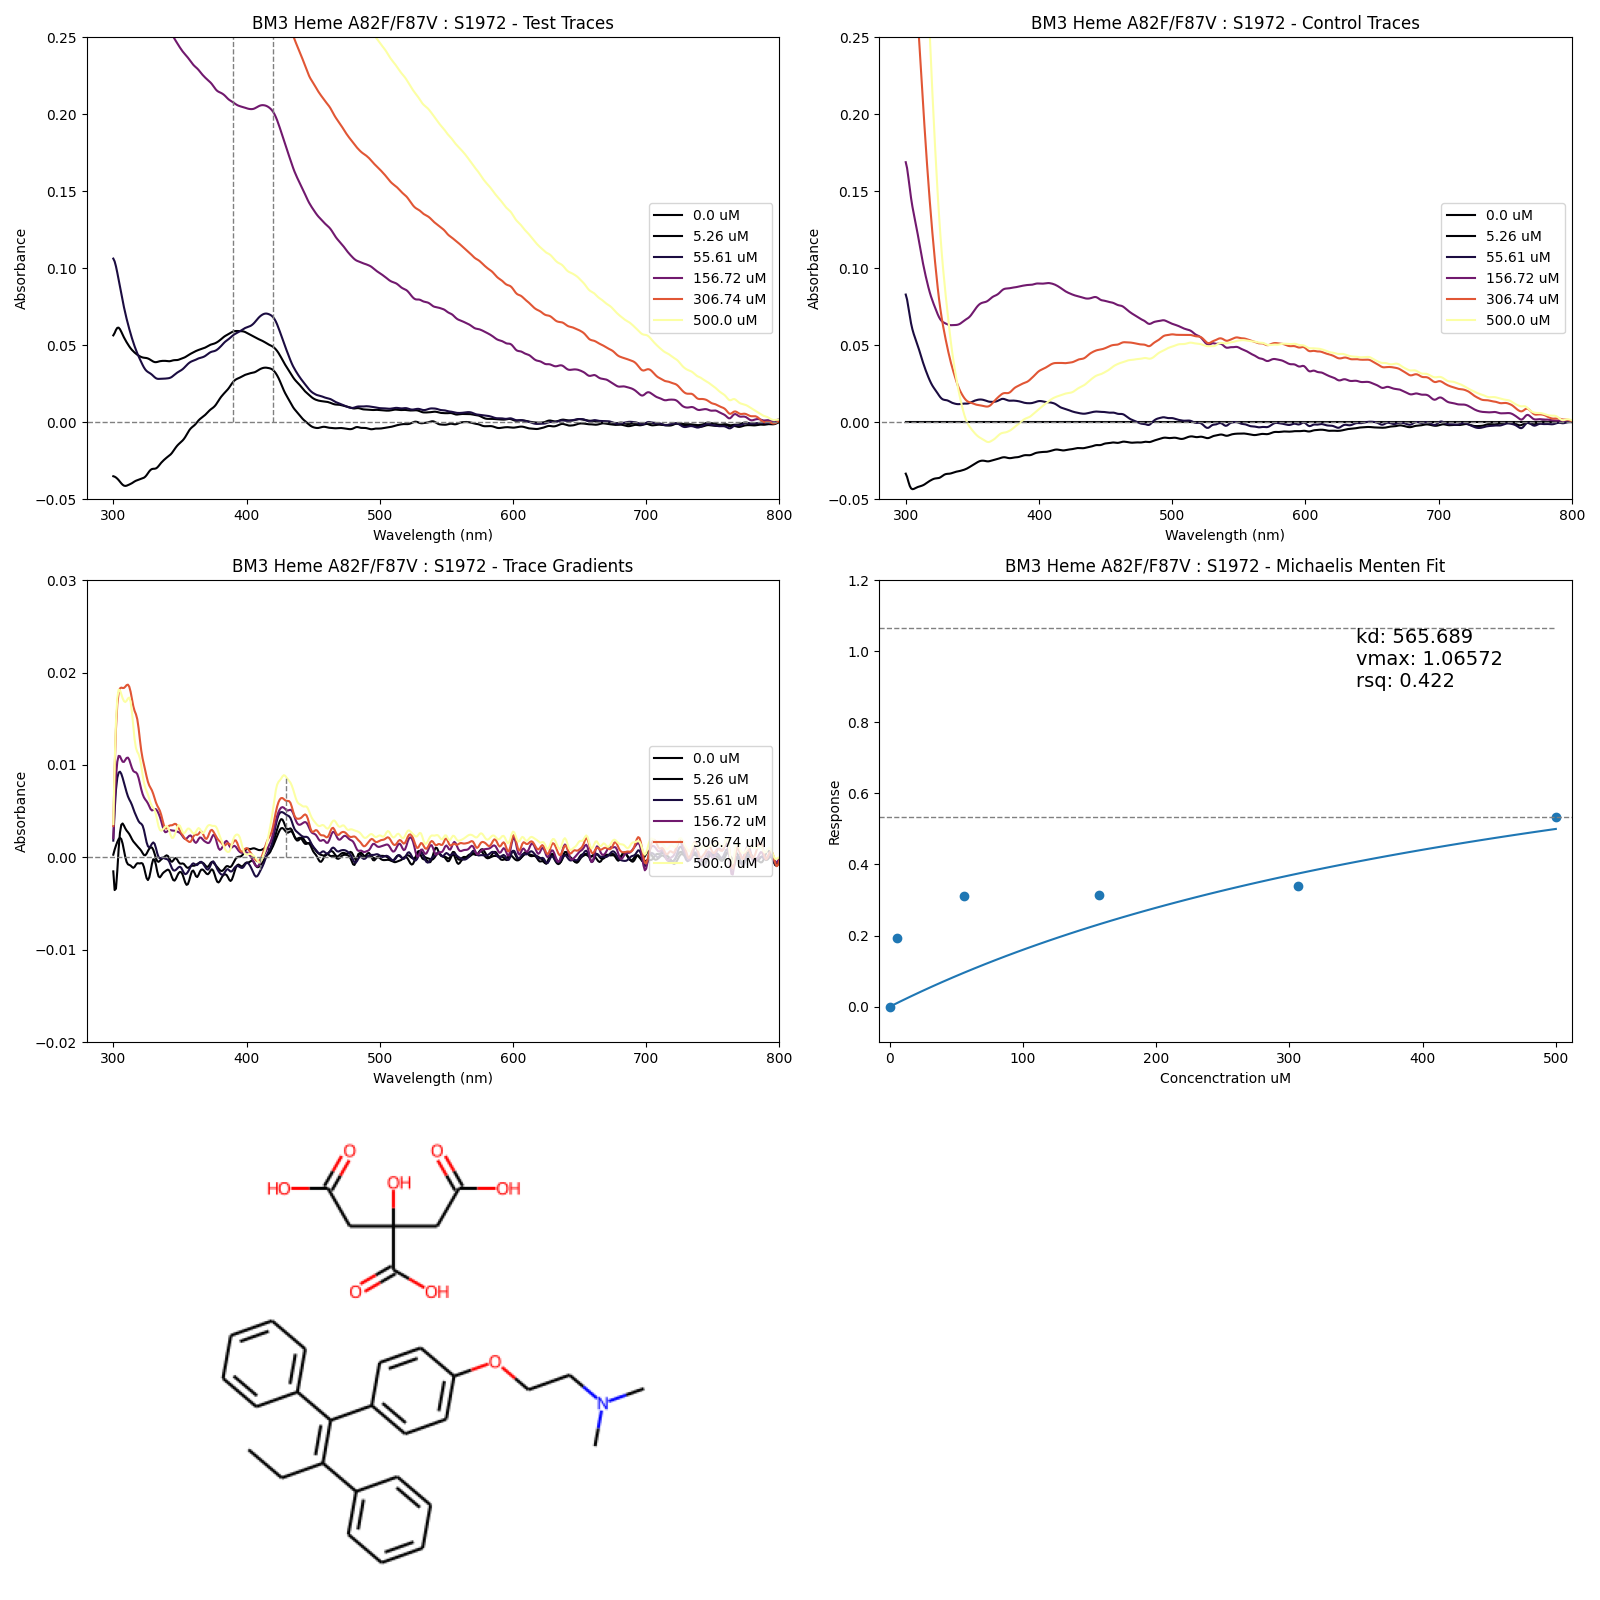 BM3 Heme A82F/F87V : S1972 - Test Traces
0.25
0.20
0.15
0.10
0.05
0.00
−0.05
Absorbance
300 400 500 600 700 800
Wavelength (nm)
0.0 uM
5.26 uM
55.61 uM
156.72 uM
306.74 uM
500.0 uM
BM3 Heme A82F/F87V : S1972 - Control Traces
0.25
0.20
0.15
0.10
0.05
0.00
−0.05
Absorbance
300 400 500 600 700 800
Wavelength (nm)
0.0 uM
5.26 uM
55.61 uM
156.72 uM
306.74 uM
500.0 uM
BM3 Heme A82F/F87V : S1972 - Trace Gradients
0.03
0.02
0.01
0.00
−0.01
−0.02
Absorbance
300 400 500 600 700 800
Wavelength (nm)
0.0 uM
5.26 uM
55.61 uM
156.72 uM
306.74 uM
500.0 uM
BM3 Heme A82F/F87V : S1972 - Michaelis Menten Fit
1.2
1.0
0.8
0.6
0.4
0.2
0.0
Response
kd: 565.689
vmax: 1.06572
rsq: 0.422
0 100 200 300 400 500
Concenctration uM
O O
HO OH OH
O OH
O
N